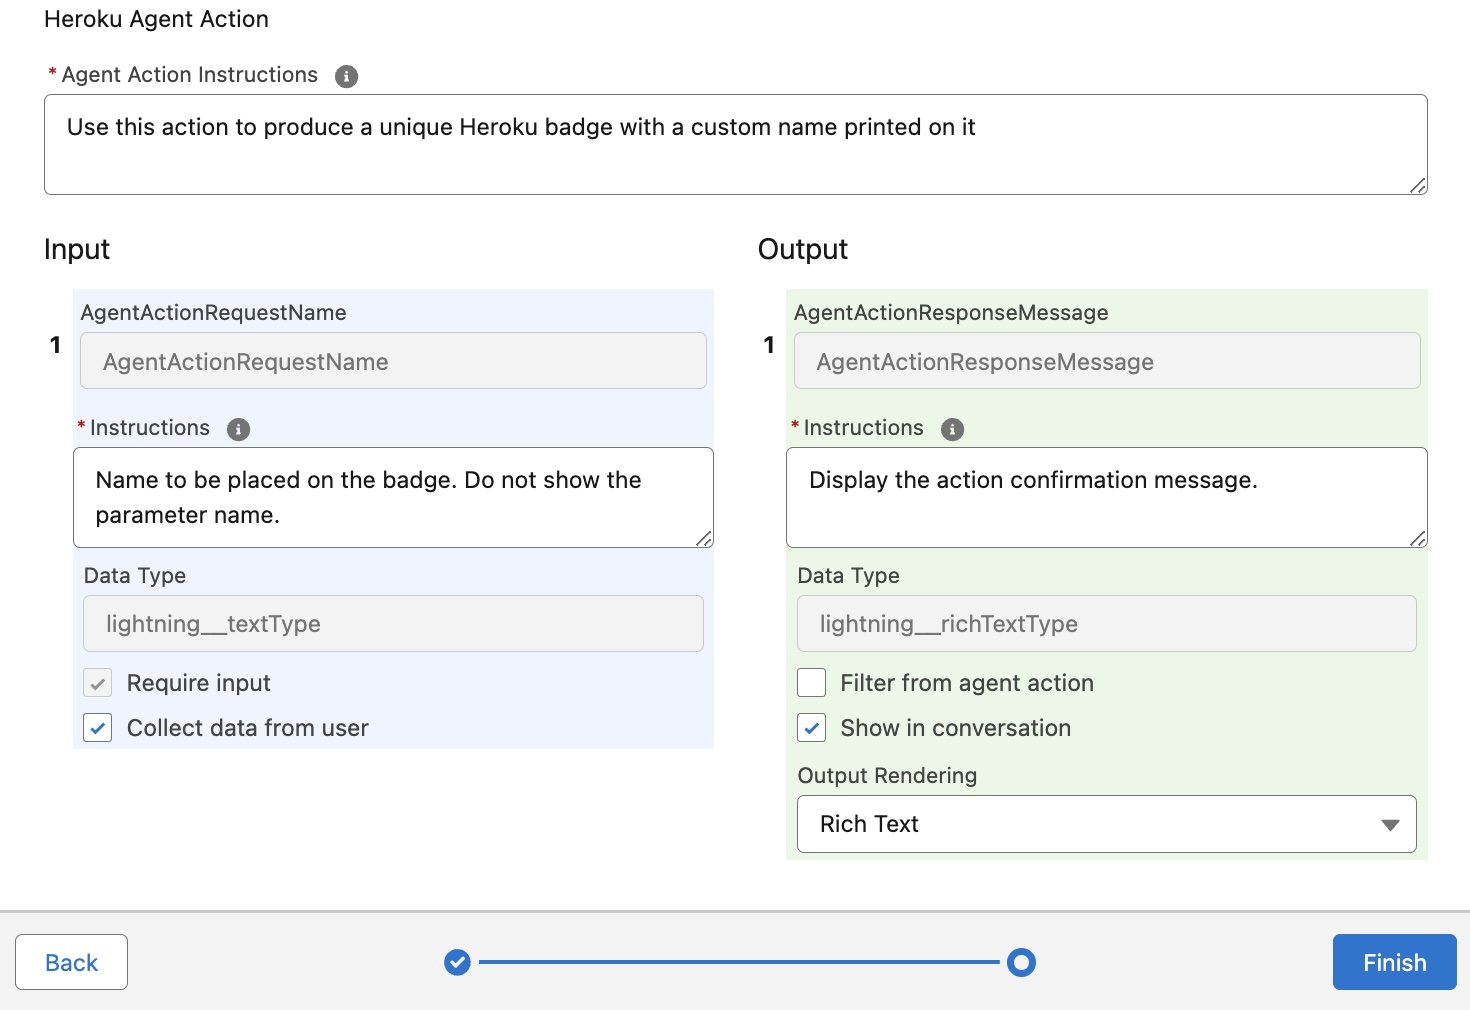 Heroku Agent Action
* Agent Action Instructions
Use this action to produce a unique Heroku badge with a custom name printed on it
Input
1
AgentActionRequestName
AgentActionRequestName
* Instructions
Name to be placed on the badge. Do not show the
parameter name.
Data Type
lightning__textType
Require input
Collect data from user
Output
1
AgentActionResponseMessage
AgentActionResponseMessage
* Instructions
Display the action confirmation message.
Data Type
lightning__richTextType
Filter from agent action
Show in conversation
Output Rendering
Rich Text
Back
Finish